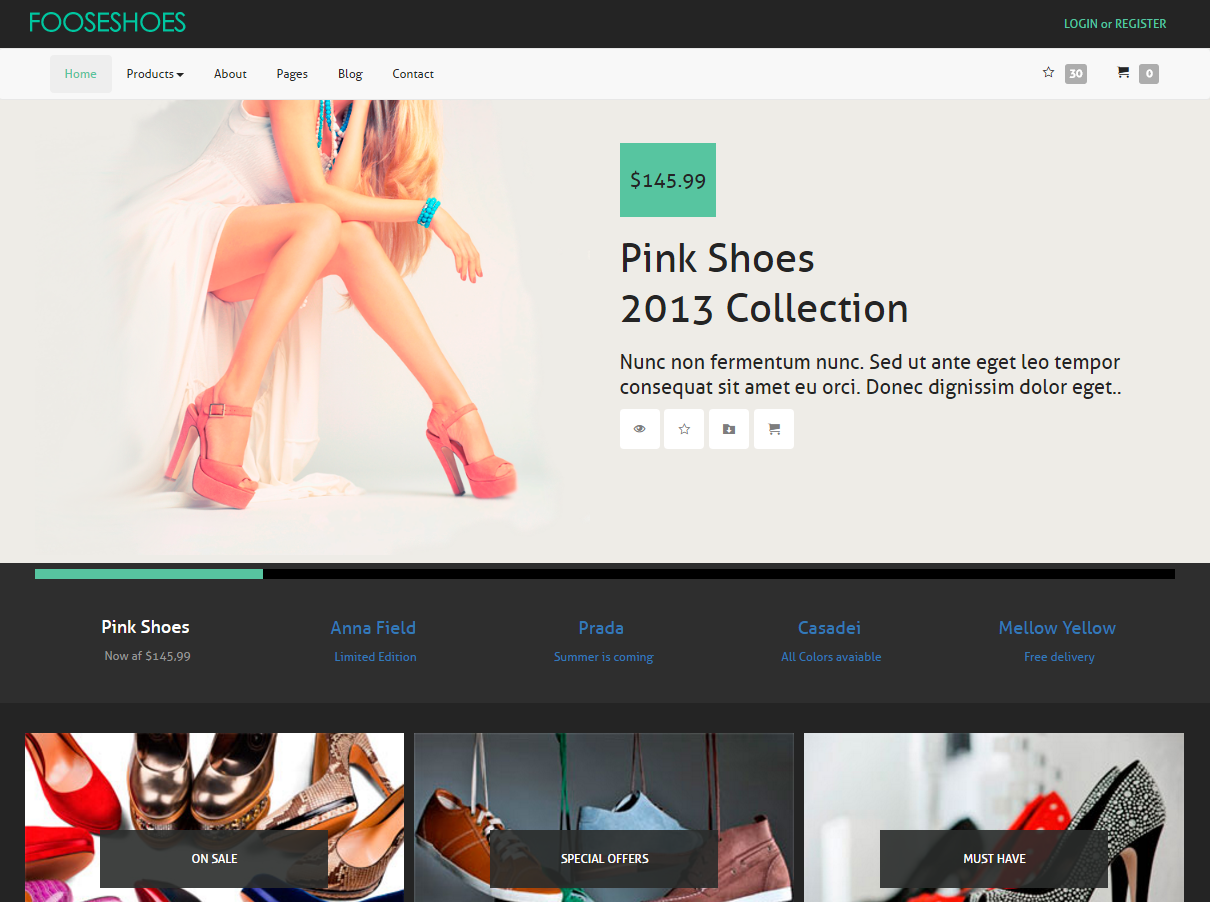 FOOSESHOES
LOGIN or REGISTER
Home Products About Pages Blog Contact 30 0
$145.99
Pink Shoes
2013 Collection
Nunc non fermentum nunc. Sed ut ante eget leo tempor
consequat sit amet eu orci. Donec dignissim dolor eget..
Pink Shoes
Now af $145,99
Anna Field
Limited Edition
Prada
Summer is coming
Casadei
All Colors avaiable
Mellow Yellow
Free delivery
ON SALE
SPECIAL OFFERS
MUST HAVE